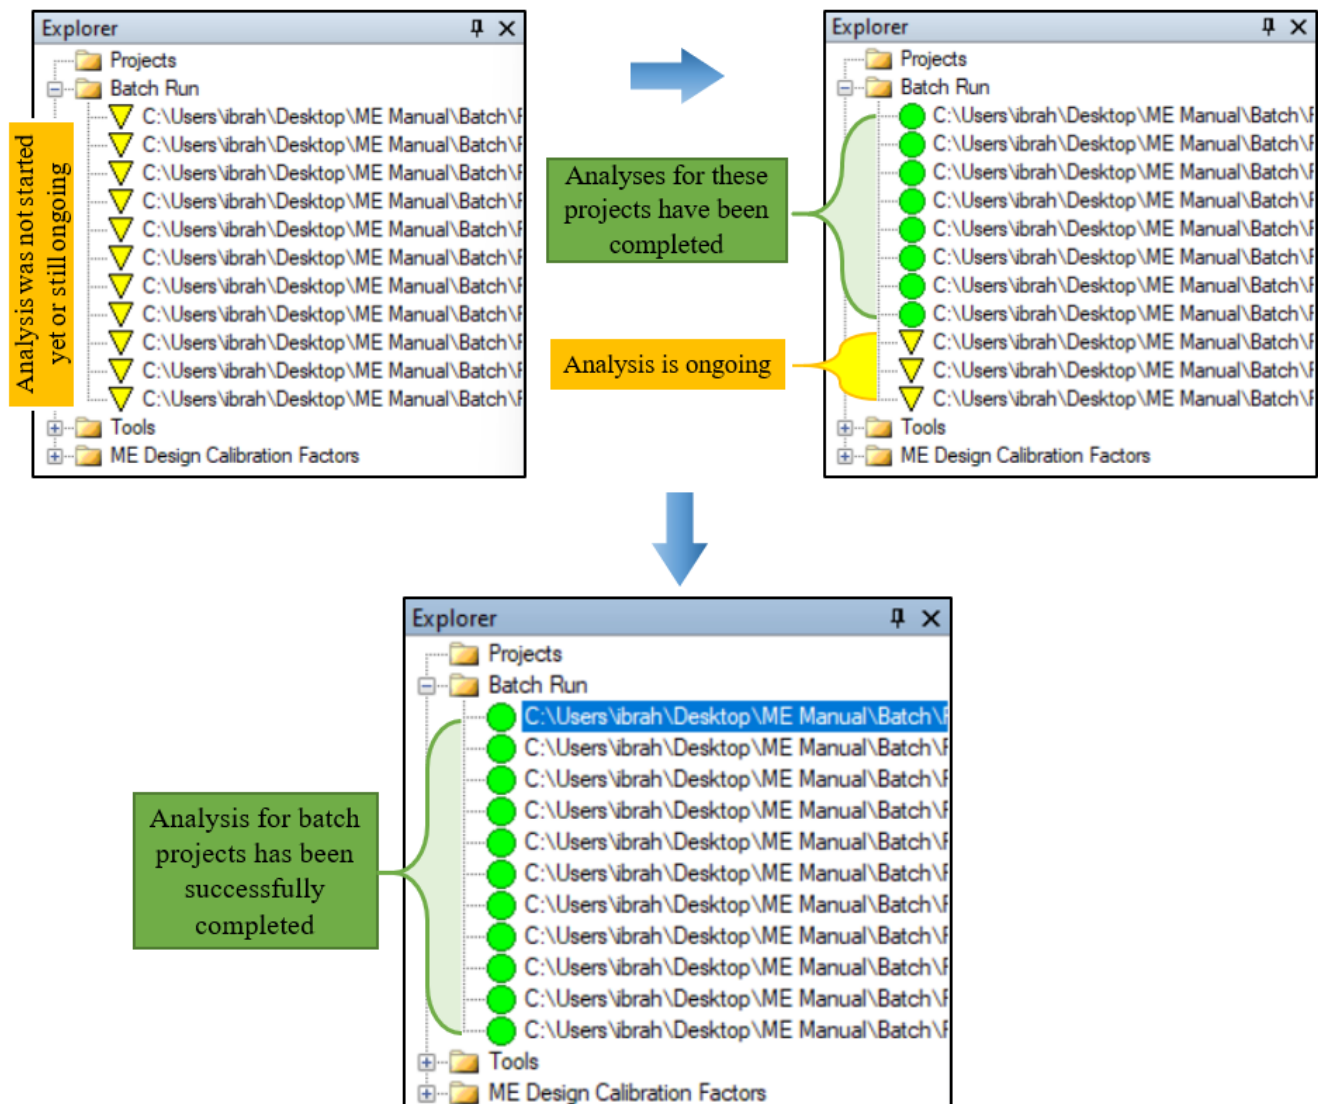 Explorer
Projects
Batch Run
C:\Users\ibrah\Desktop\ME Manual\Batch\F
C:\Users\ibrah\Desktop\ME Manual\Batch\F
C:\Users\ibrah\Desktop\ME Manual\Batch\F
C:\Users\ibrah\Desktop\ME Manual\Batch\F
C:\Users\ibrah\Desktop\ME Manual\Batch\F
C:\Users\ibrah\Desktop\ME Manual\Batch\F
C:\Users\ibrah\Desktop\ME Manual\Batch\F
C:\Users\ibrah\Desktop\ME Manual\Batch\F
C:\Users\ibrah\Desktop\ME Manual\Batch\F
C:\Users\ibrah\Desktop\ME Manual\Batch\F
C:\Users\ibrah\Desktop\ME Manual\Batch\F
Tools
ME Design Calibration Factors
Analysis was not started
yet or still ongoing
Analyses for these
projects have been
completed
Analysis is ongoing
Explorer
Projects
Batch Run
C:\Users\ibrah\Desktop\ME Manual\Batch\F
C:\Users\ibrah\Desktop\ME Manual\Batch\F
C:\Users\ibrah\Desktop\ME Manual\Batch\F
C:\Users\ibrah\Desktop\ME Manual\Batch\F
C:\Users\ibrah\Desktop\ME Manual\Batch\F
C:\Users\ibrah\Desktop\ME Manual\Batch\F
C:\Users\ibrah\Desktop\ME Manual\Batch\F
C:\Users\ibrah\Desktop\ME Manual\Batch\F
C:\Users\ibrah\Desktop\ME Manual\Batch\F
C:\Users\ibrah\Desktop\ME Manual\Batch\F
C:\Users\ibrah\Desktop\ME Manual\Batch\F
Tools
ME Design Calibration Factors
Analysis for batch
projects has been
successfully
completed
Explorer
Projects
Batch Run
C:\Users\ibrah\Desktop\ME Manual\Batch\F
C:\Users\ibrah\Desktop\ME Manual\Batch\F
C:\Users\ibrah\Desktop\ME Manual\Batch\F
C:\Users\ibrah\Desktop\ME Manual\Batch\F
C:\Users\ibrah\Desktop\ME Manual\Batch\F
C:\Users\ibrah\Desktop\ME Manual\Batch\F
C:\Users\ibrah\Desktop\ME Manual\Batch\F
C:\Users\ibrah\Desktop\ME Manual\Batch\F
C:\Users\ibrah\Desktop\ME Manual\Batch\F
C:\Users\ibrah\Desktop\ME Manual\Batch\F
C:\Users\ibrah\Desktop\ME Manual\Batch\F
Tools
ME Design Calibration Factors